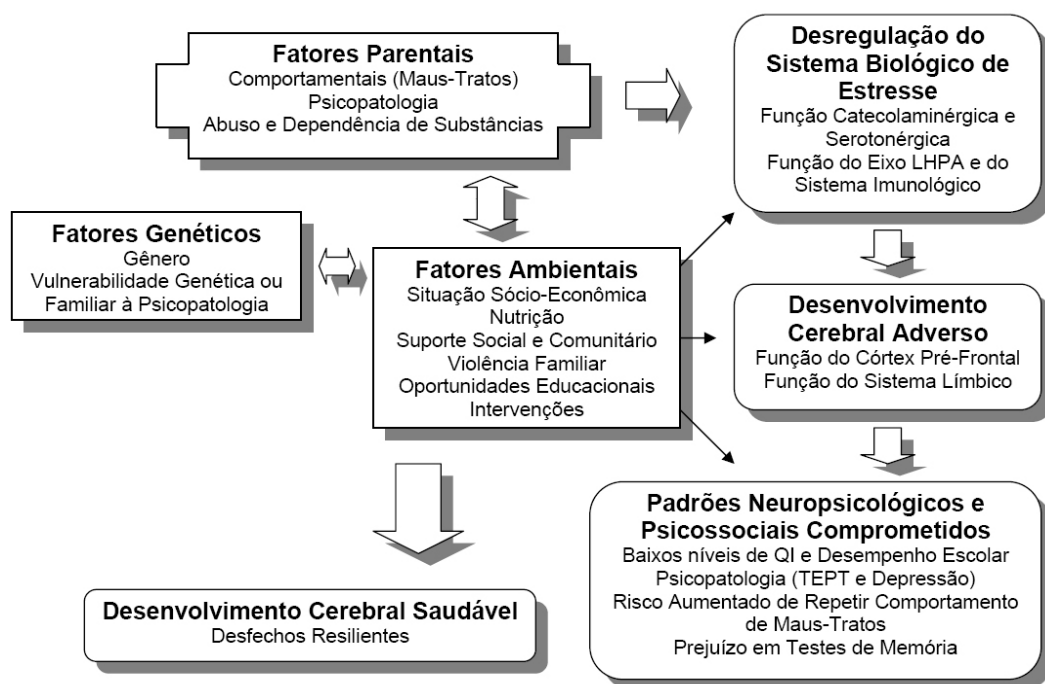 Fatores Parentais
Comportamentais (Maus-Tratos)
Psicopatologia
Abuso e Dependência de Substâncias
Desregulação do
Sistema Biológico de
Estresse
Função Catecolaminérgica e
Serotonérgica
Função do Eixo LHPA e do
Sistema Imunológico
Fatores Genéticos
Gênero
Vulnerabilidade Genética ou
Familiar à Psicopatologia
Fatores Ambientais
Situação Sócio-Econômica
Nutrição
Suporte Social e Comunitário
Violência Familiar
Oportunidades Educacionais
Intervenções
Desenvolvimento
Cerebral Adverso
Função do Córtex Pré-Frontal
Função do Sistema Límbico
Padrões Neuropsicológicos e
Psicossociais Comprometidos
Baixos níveis de QI e Desempenho Escolar
Psicopatologia (TEPT e Depressão)
Risco Aumentado de Repetir Comportamento
de Maus-Tratos
Prejuízo em Testes de Memória
Desenvolvimento Cerebral Saudável
Desfechos Resilientes